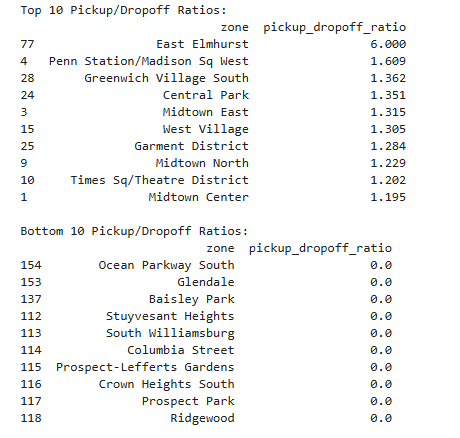 Top 10 Pickup/Dropoff Ratios:
zone pickup_dropoff_ratio
77 East Elmhurst 6.000
4 Penn Station/Madison Sq West 1.609
28 Greenwich Village South 1.362
24 Central Park 1.351
3 Midtown East 1.315
15 West Village 1.305
25 Garment District 1.284
9 Midtown North 1.229
10 Times Sq/Theatre District 1.202
1 Midtown Center 1.195
Bottom 10 Pickup/Dropoff Ratios:
zone pickup_dropoff_ratio
154 Ocean Parkway South 0.0
153 Glendale 0.0
137 Baisley Park 0.0
112 Stuyvesant Heights 0.0
113 South Williamsburg 0.0
114 Columbia Street 0.0
115 Prospect-Lefferts Gardens 0.0
116 Crown Heights South 0.0
117 Prospect Park 0.0
118 Ridgewood 0.0